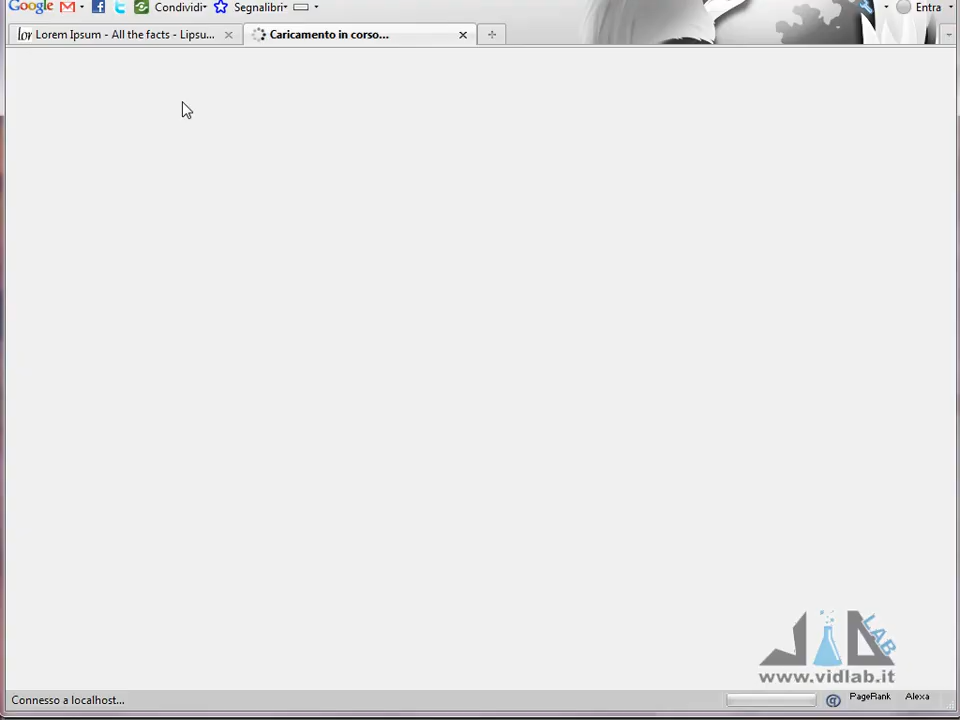 Google Condividi Segnalibri Entra
lor Lorem Ipsum - All the facts - Lipsu... Caricamento in corso...
LAB
www.vidlab.it
Connesso a localhost... PageRank Alexa